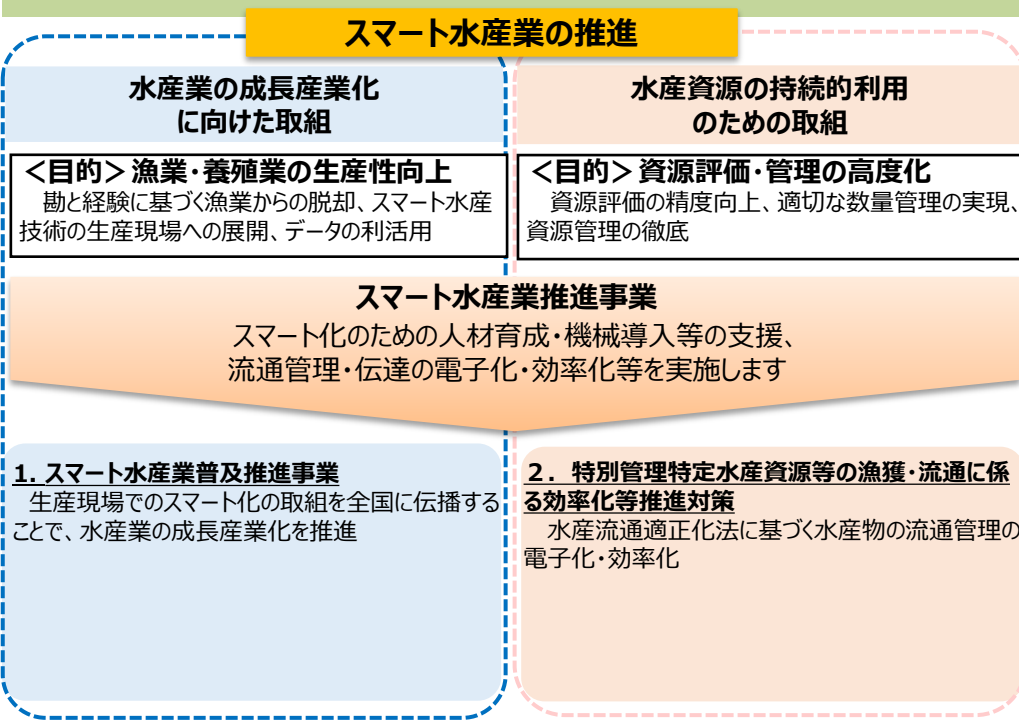 スマート水産業の推進
水産業の成長産業化
に向けた取組
<目的> 漁業・養殖業の生産性向上
勘と経験に基づく漁業からの脱却、スマート水産
技術の生産現場への展開、データの利活用
水産資源の持続的利用
のための取組
<目的> 資源評価・管理の高度化
資源評価の精度向上、適切な数量管理の実現、
資源管理の徹底
スマート水産業推進事業
スマート化のための人材育成・機械導入等の支援、
流通管理・伝達の電子化・効率化等を実施します
1. スマート水産業普及推進事業
生産現場でのスマート化の取組を全国に伝播する
ことで、水産業の成長産業化を推進
2．特別管理特定水産資源等の漁獲・流通に係
る効率化等推進対策
水産流通適正化法に基づく水産物の流通管理の
電子化・効率化